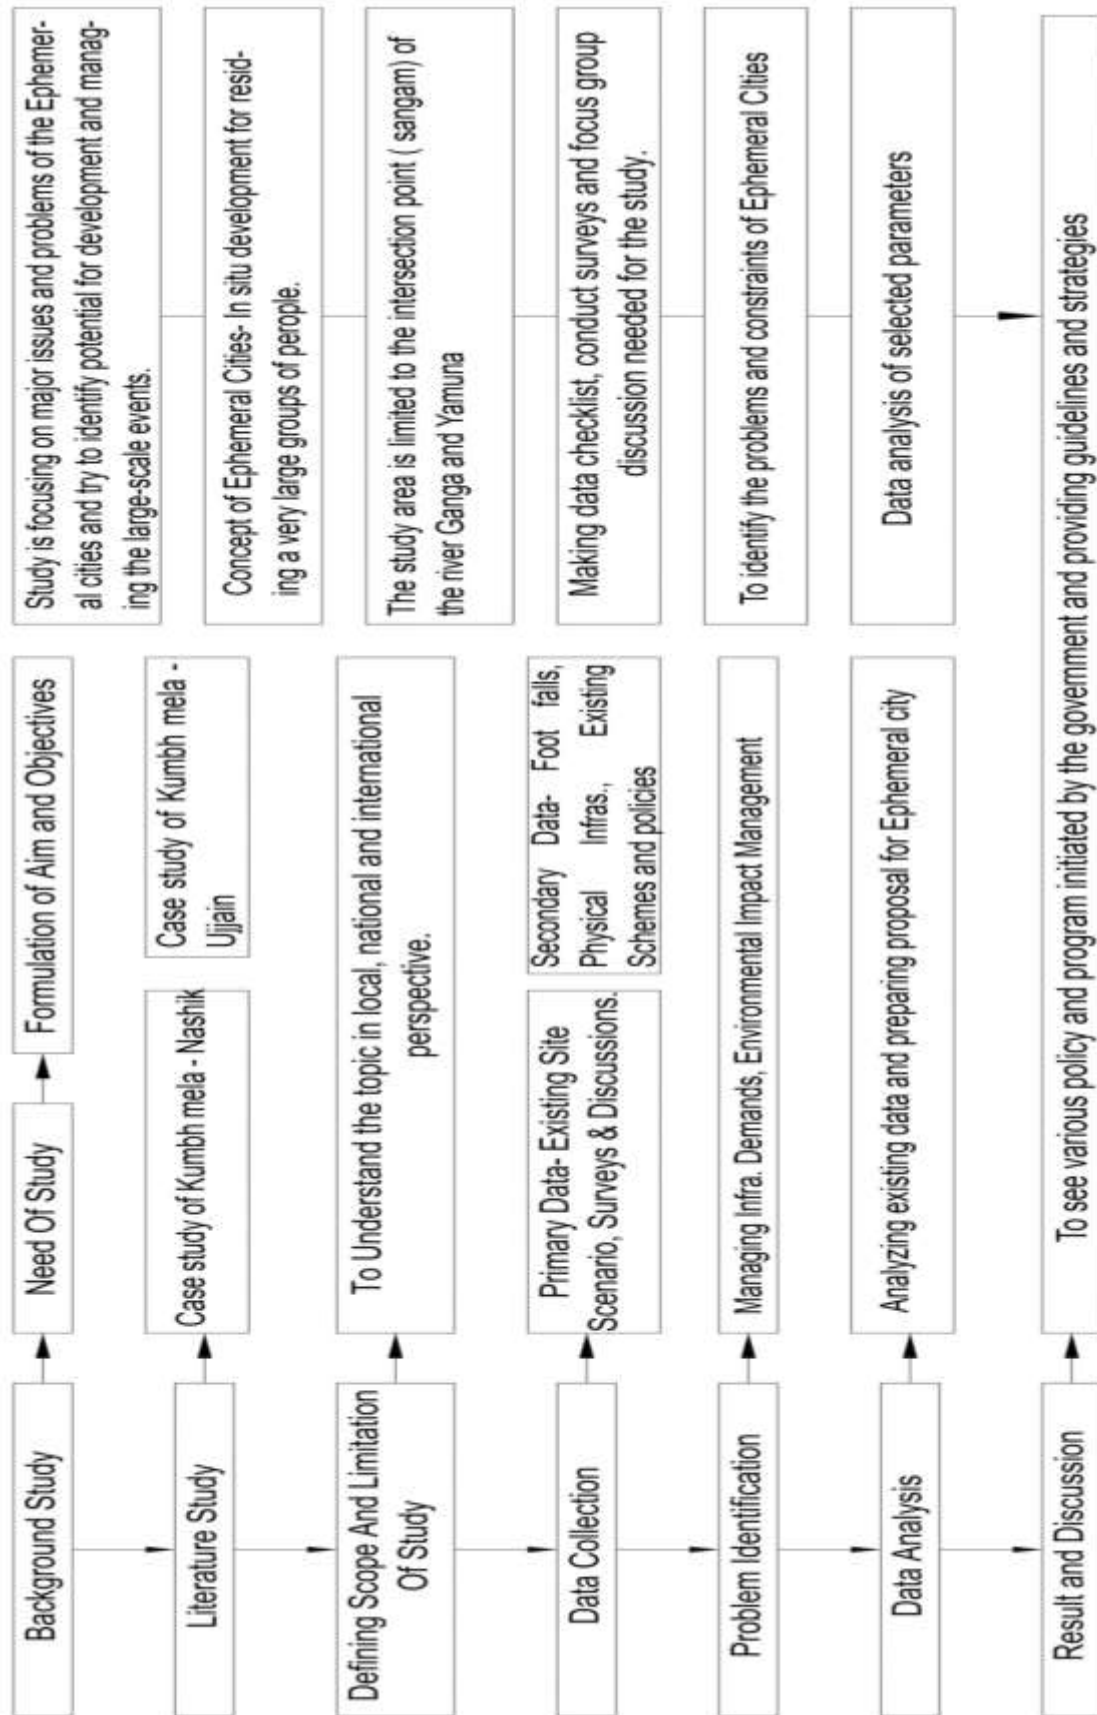 Background Study
Need Of Study
Formulation of Aim and Objectives
Study is focusing on major issues and problems of the Ephemer-
al cities and try to identify potential for development and manag-
ing the large-scale events.
Literature Study
Case study of Kumbh mela - Nashik
Case study of Kumbh mela -
Ujjain
Concept of Ephemeral Cities- In situ development for resid-
ing a very large groups of perople.
Defining Scope And Limitation
Of Study
To Understand the topic in local, national and international
perspective.
The study area is limited to the intersection point ( sangam) of
the river Ganga and Yamuna
Data Collection
Primary Data- Existing Site
Scenario, Surveys & Discussions.
Secondary Data- Foot falls,
Physical Infras., Existing
Schemes and policies
Making data checklist, conduct surveys and focus group
discussion needed for the study.
Problem Identification
Managing Infra. Demands, Environmental Impact Management
To identify the problems and constraints of Ephemeral CIties
Data Analysis
Analyzing existing data and preparing proposal for Ephemeral city
Data analysis of selected parameters
Result and Discussion
To see various policy and program initiated by the government and providing guidelines and strategies